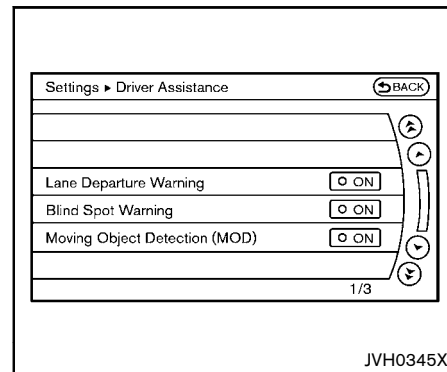 Settings ▸ Driver Assistance BACK
Lane Departure Warning ON
Blind Spot Warning ON
Moving Object Detection (MOD) ON
1/3
JVH0345X